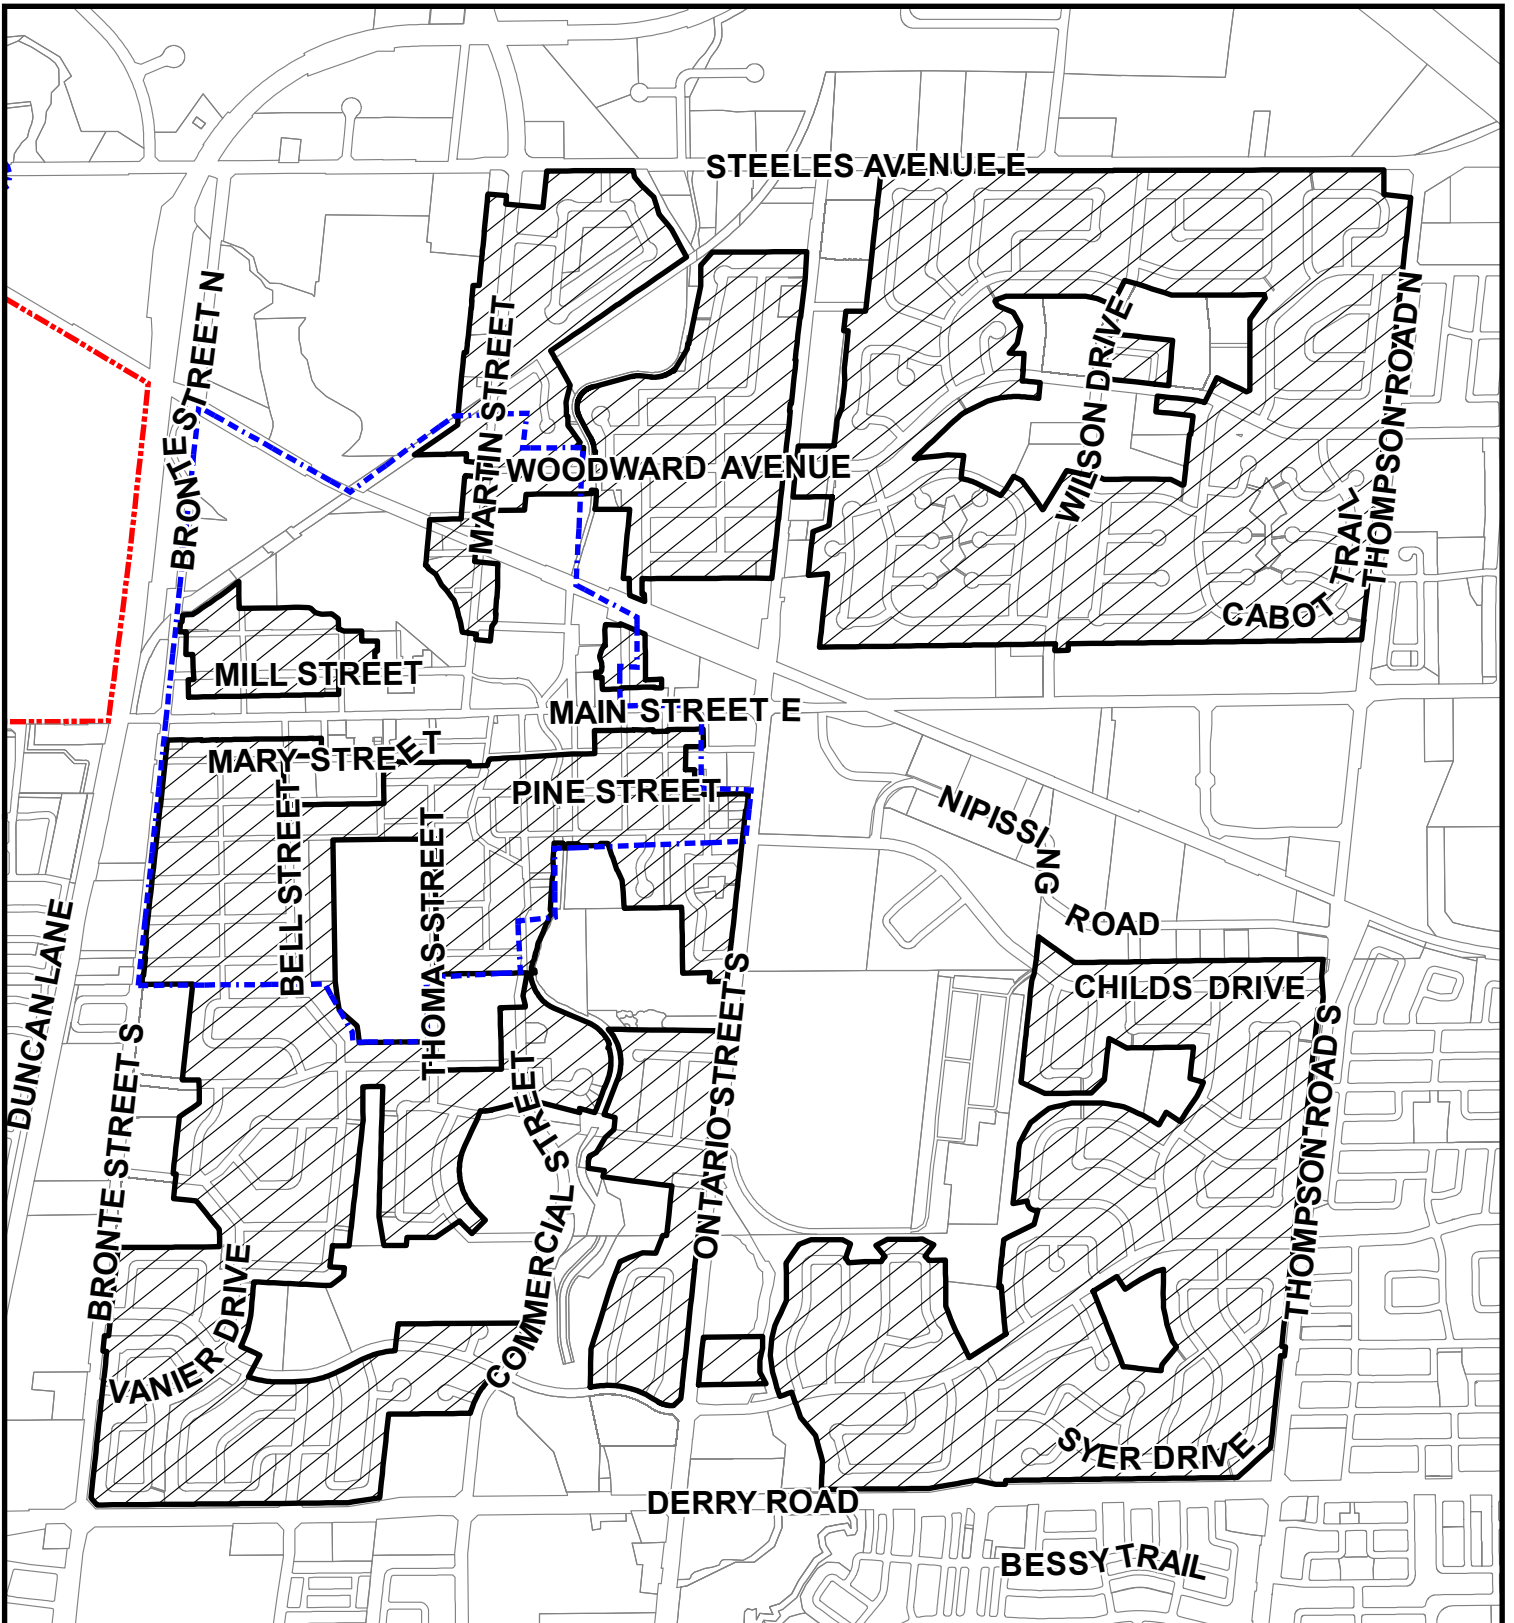 STEELES AVENUE E
BRONTE STREET N
MARTIN STREET
WILSON DRIVE
THOMPSON ROAD N
WOODWARD AVENUE
CABOT TRAIL
MILL STREET
MAIN STREET E
MARY STREET
PINE STREET
BELL STREET
THOMAS STREET
NIPISSING ROAD
DUNCAN LANE
CHILDS DRIVE
BRONTE STREET S
ONTARIO STREET S
THOMPSON ROAD S
COMMERCIAL STREET
VANIER DRIVE
SYER DRIVE
DERRY ROAD
BESSY TRAIL